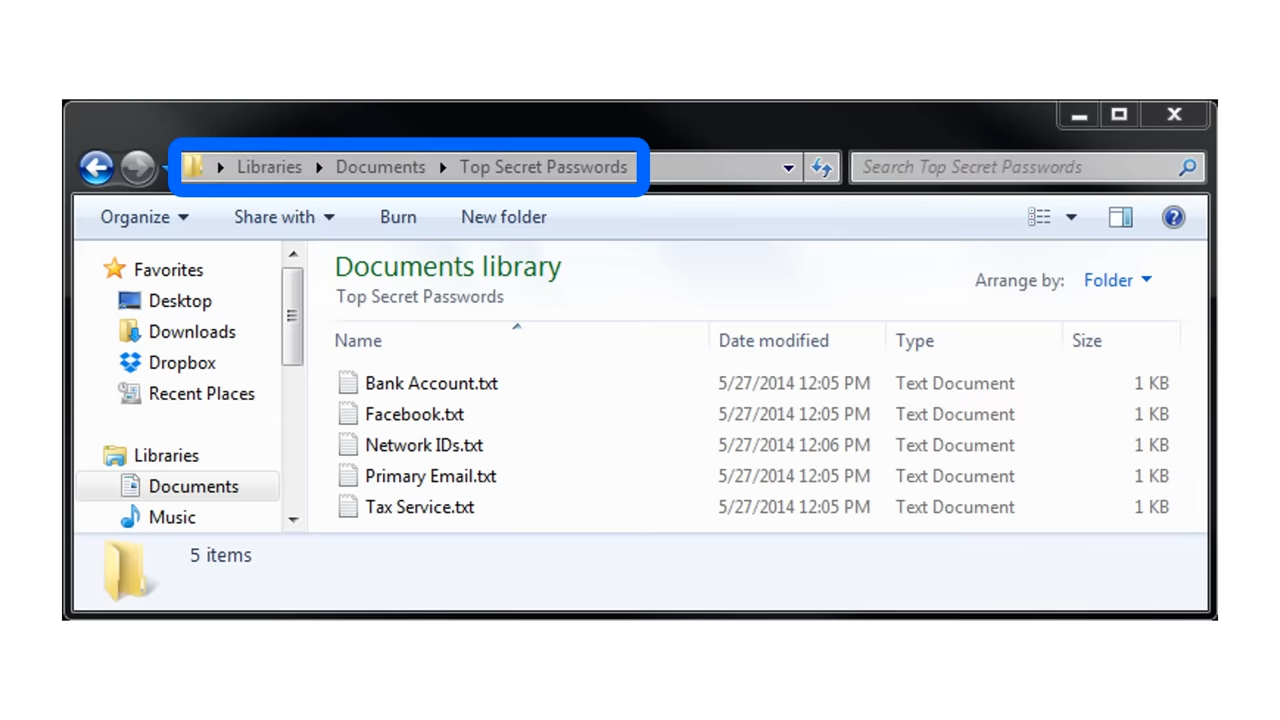 Libraries Documents Top Secret Passwords
Search Top Secret Passwords
Organize Share with Burn New folder
Favorites
Desktop
Downloads
Dropbox
Recent Places
Libraries
Documents
Music
Documents library
Top Secret Passwords
Arrange by: Folder
Name Date modified Type Size
Bank Account.txt 5/27/2014 12:05 PM Text Document 1 KB
Facebook.txt 5/27/2014 12:05 PM Text Document 1 KB
Network IDs.txt 5/27/2014 12:06 PM Text Document 1 KB
Primary Email.txt 5/27/2014 12:05 PM Text Document 1 KB
Tax Service.txt 5/27/2014 12:05 PM Text Document 1 KB
5 items